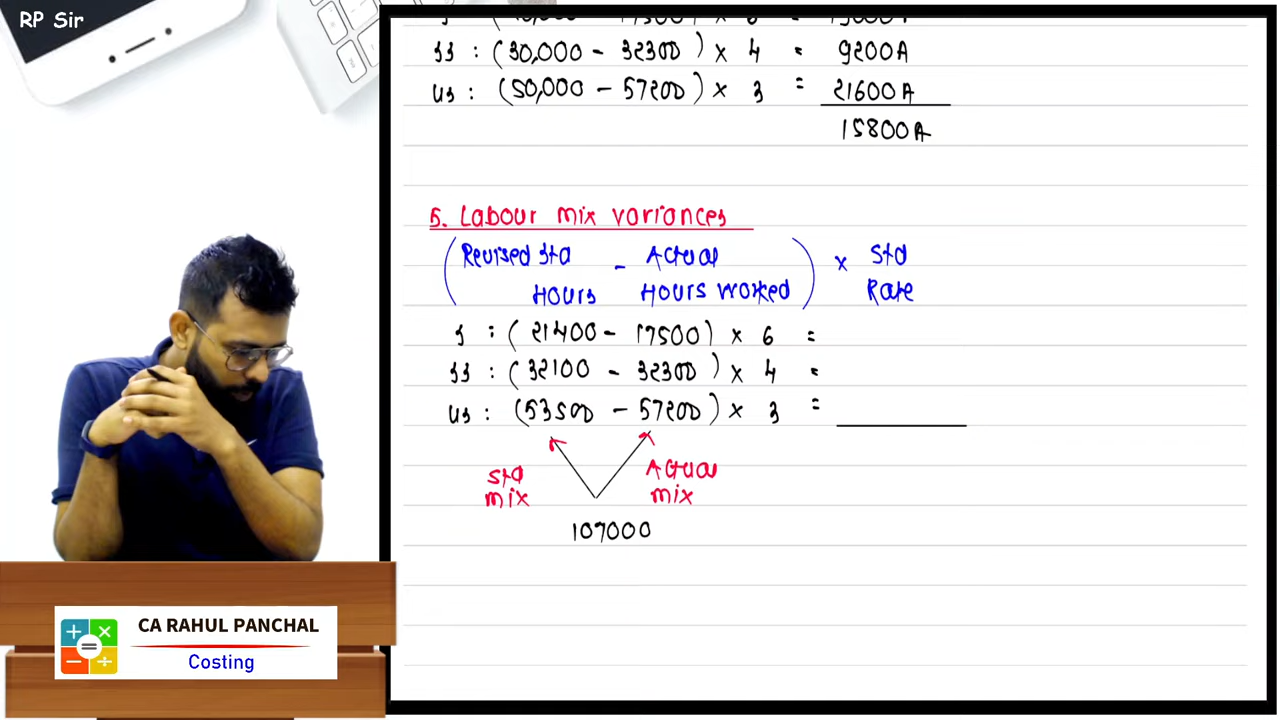 RP Sir
SS : (30,000 - 32300) × 4 = 9200A
US : (50,000 - 57200) × 3 = 21600A
15800A
5. Labour mix variances
(Revised Std Hours - Actual Hours worked) × Std Rate
S : (21400 - 17500) × 6 =
SS : (32100 - 32300) × 4 =
US : (53500 - 57200) × 3 =
Std mix
Actual mix
107000
CA RAHUL PANCHAL
Costing